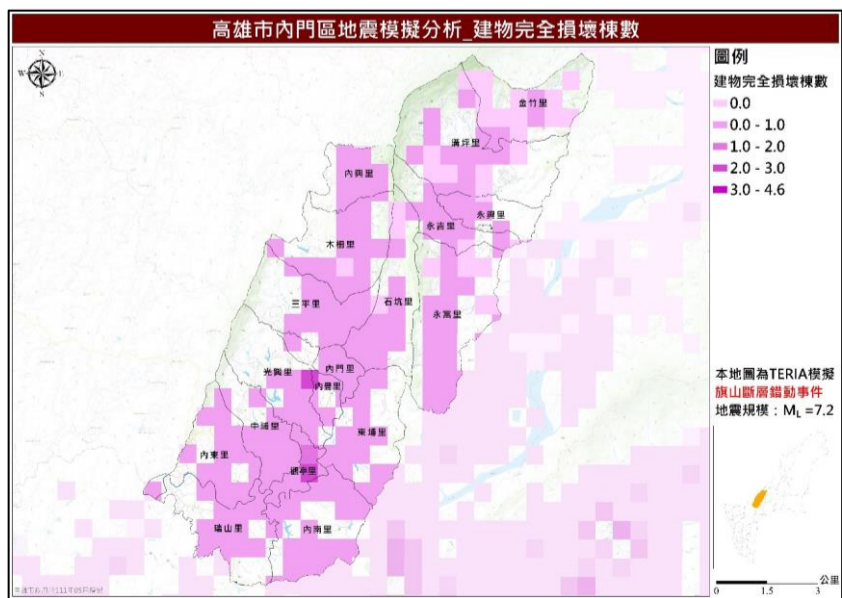 高雄市內門區地震模擬分析_建物完全損壞棟數
N
W
E
S
圖例
建物完全損壞棟數
0.0
0.0 - 1.0
1.0 - 2.0
2.0 - 3.0
3.0 - 4.6
金竹里
溝坪里
內興里
永興里
永吉里
木柵里
三平里
石坑里
永富里
內門里
光興里
內豐里
中埔里
東埔里
內東里
觀亭里
瑞山里
內南里
本地圖為TERIA模擬
旗山斷層錯動事件
地震規模：ML =7.2
公里
0 1.5 3